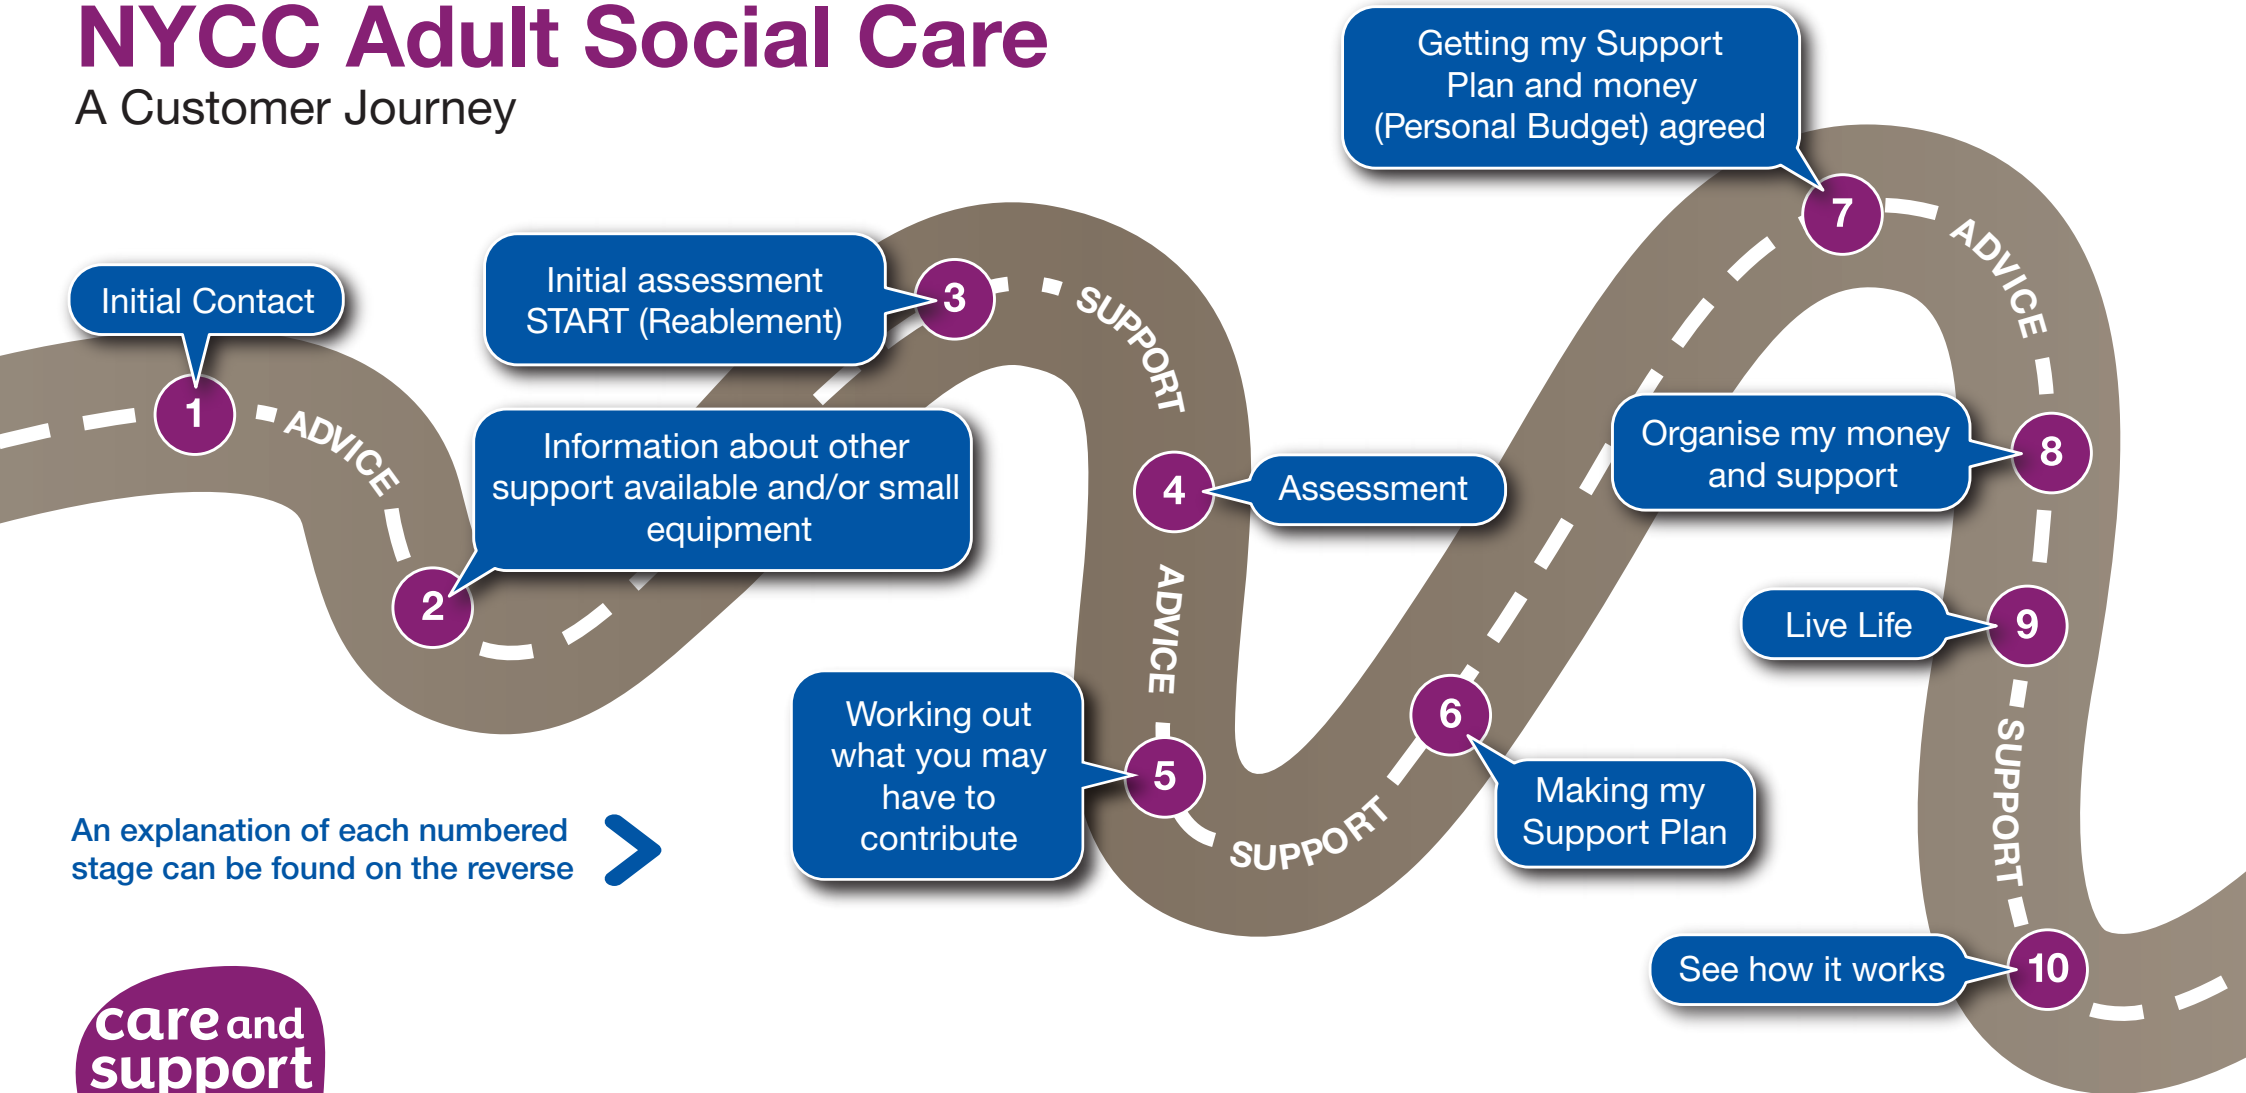 NYCC Adult Social Care
A Customer Journey
Initial Contact
1
ADVICE
2
Information about other
support available and/or small
equipment
Initial assessment
START (Reablement)
3
SUPPORT
4
Assessment
ADVICE
Working out
what you may
have to
contribute
5
SUPPORT
6
Making my
Support Plan
Getting my Support
Plan and money
(Personal Budget) agreed
7
ADVICE
Organise my money
and support
8
Live Life
9
SUPPORT
See how it works
10
An explanation of each numbered
stage can be found on the reverse
care and
support